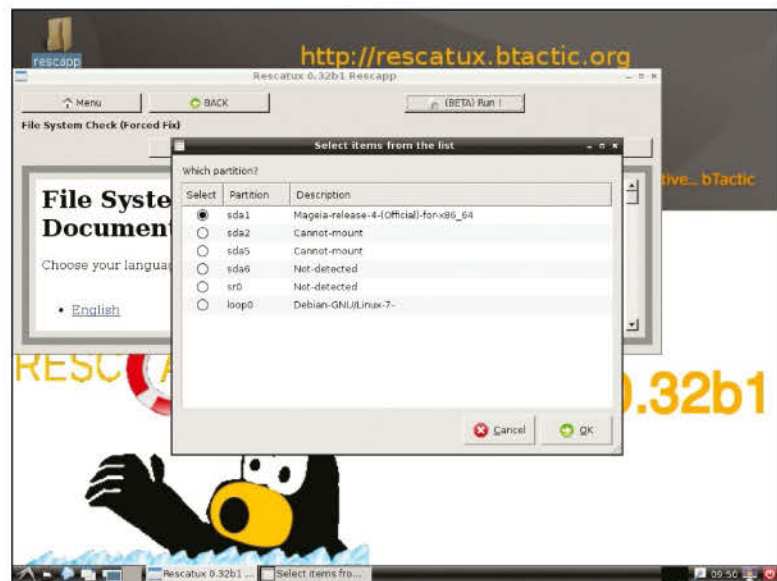 rescapp
http://rescatux.btactic.org
Rescatux 0.32b1 Rescapp
Menu
BACK
(BETA) Run !
File System Check (Forced Fix)
Select items from the list
Which partition?
Select Partition Description
sda1 Mageia-release-4-(Official)-for-x86_64
sda2 Cannot-mount
sda5 Cannot-mount
sda6 Not-detected
sr0 Not-detected
loop0 Debian-GNU/Linux-7-
Cancel
OK
File Syste
Document
Choose your languag
English
tive... bTactic
RESC
0.32b1
Rescatux 0.32b1 ...
Select items fro...
09:50